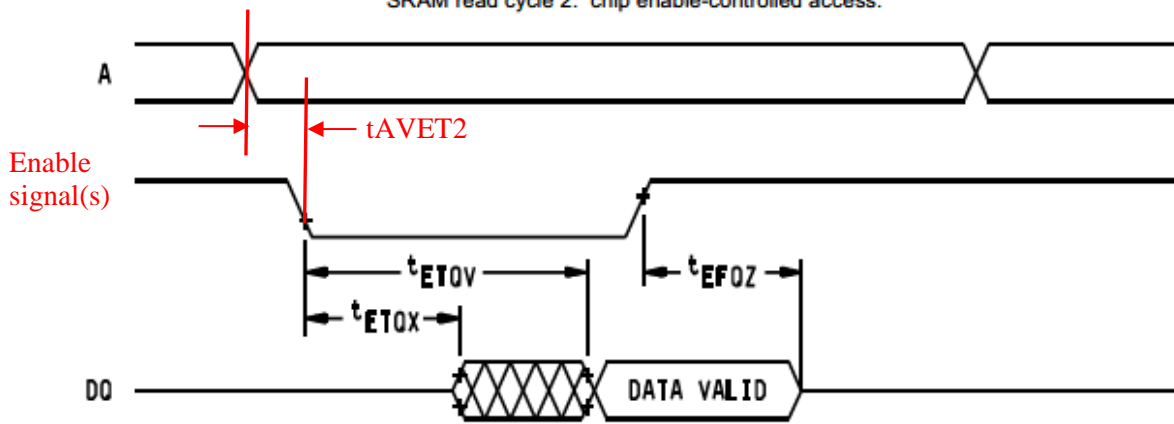 SRAM read cycle 2: chip enable-controlled access.
A
tAVET2
Enable
signal(s)
tETQV
tEFQZ
tETQX
DQ
DATA VALID